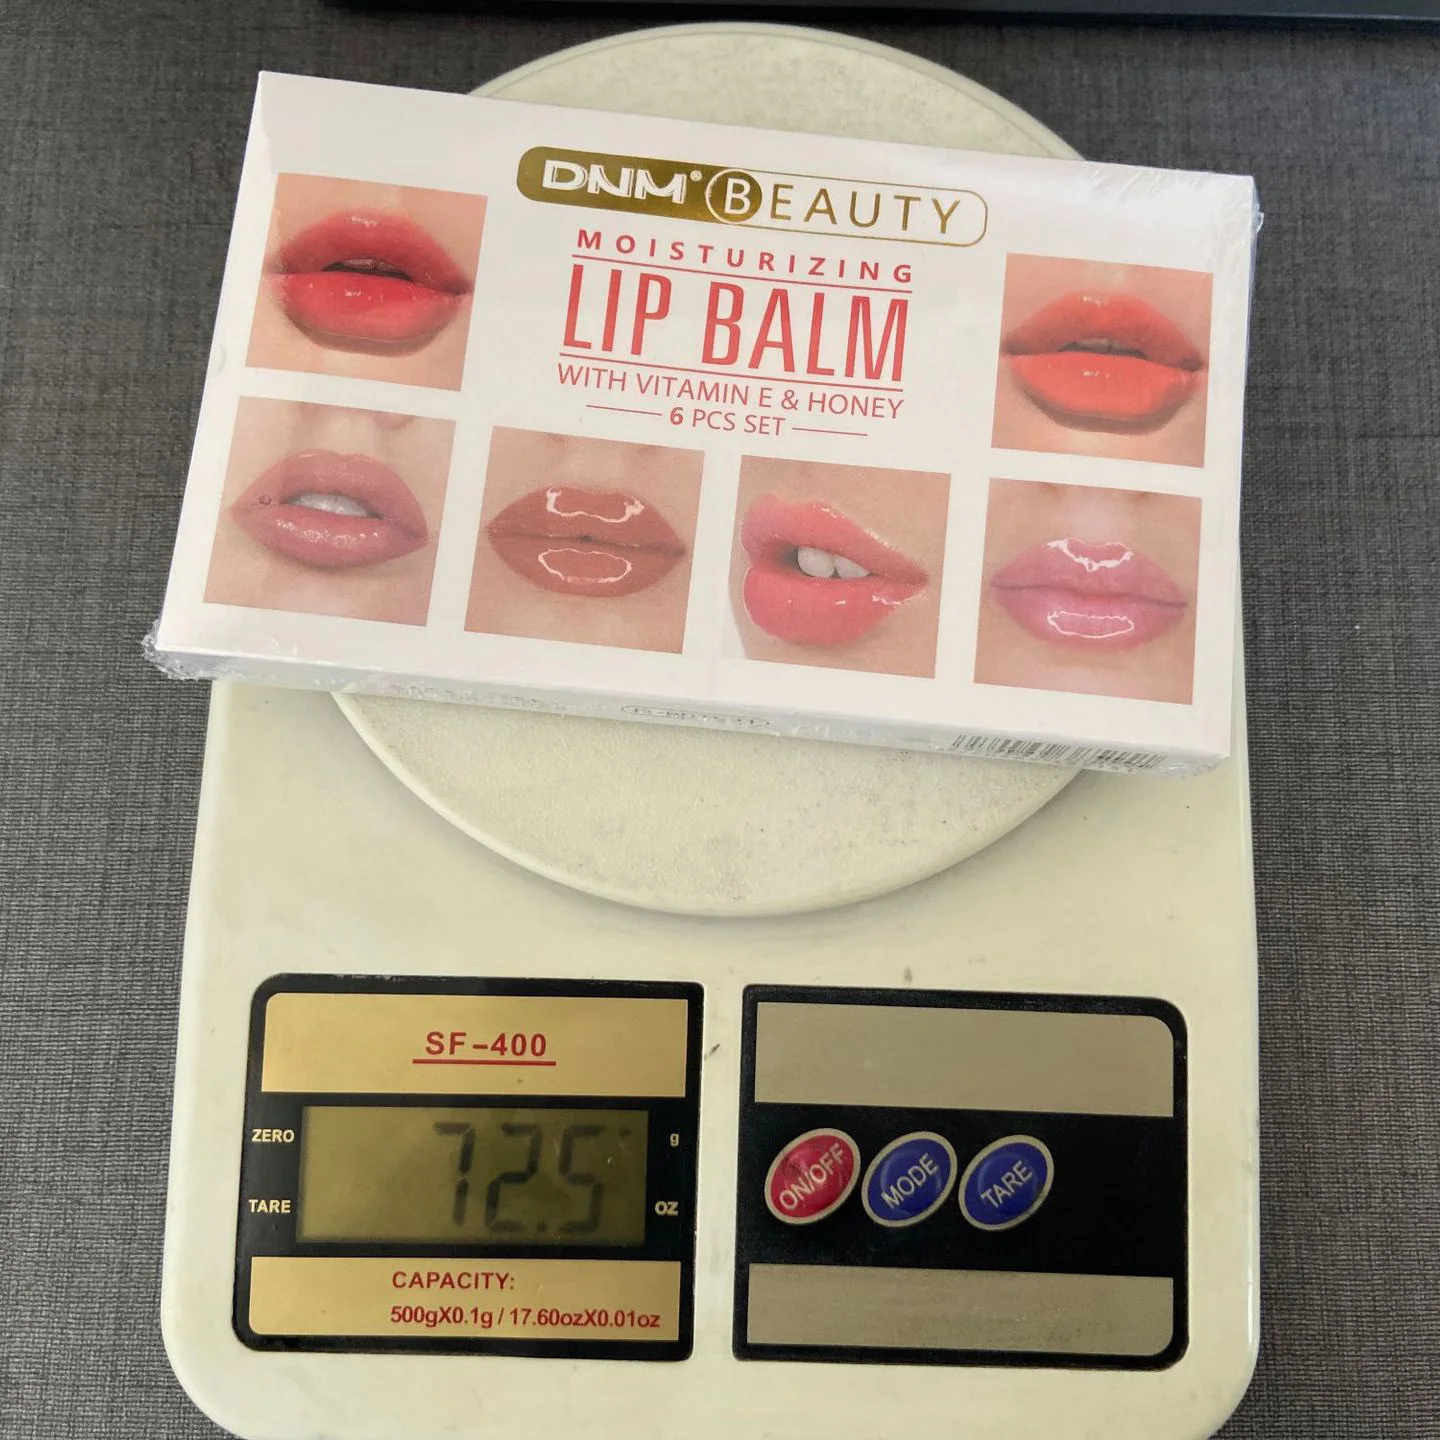 DNM® BEAUTY
MOISTURIZING
LIP BALM
WITH VITAMIN E & HONEY
6 PCS SET
SF-400
ZERO
TARE
72.5
g
OZ
CAPACITY:
500gX0.1g / 17.60ozX0.01oz
ON/OFF
MODE
TARE